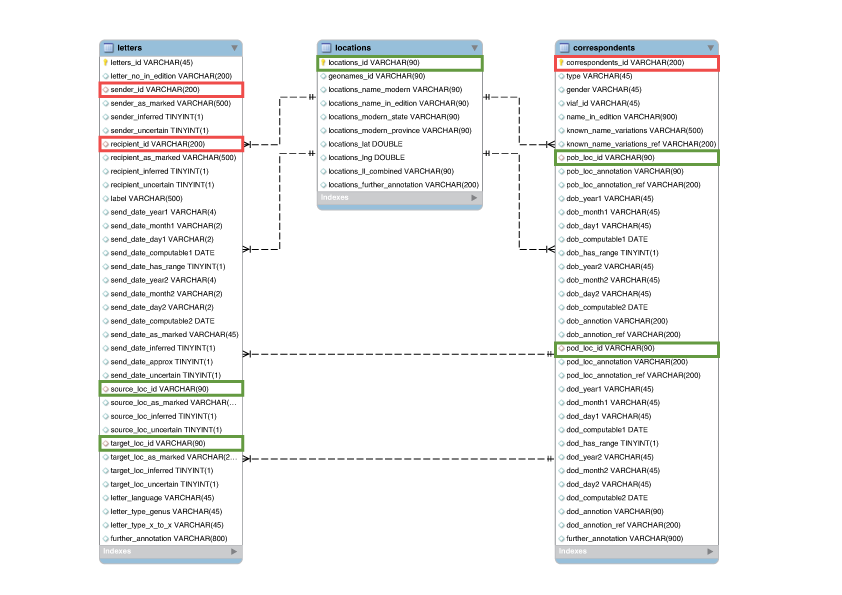 letters
letters_id VARCHAR(45)
letter_no_in_edition VARCHAR(200)
sender_id VARCHAR(200)
sender_as_marked VARCHAR(500)
sender_inferred TINYINT(1)
sender_uncertain TINYINT(1)
recipient_id VARCHAR(200)
recipient_as_marked VARCHAR(500)
recipient_inferred TINYINT(1)
recipient_uncertain TINYINT(1)
label VARCHAR(500)
send_date_year1 VARCHAR(4)
send_date_month1 VARCHAR(2)
send_date_day1 VARCHAR(2)
send_date_computable1 DATE
send_date_has_range TINYINT(1)
send_date_year2 VARCHAR(4)
send_date_month2 VARCHAR(2)
send_date_day2 VARCHAR(2)
send_date_computable2 DATE
send_date_as_marked VARCHAR(45)
send_date_inferred TINYINT(1)
send_date_approx TINYINT(1)
send_date_uncertain TINYINT(1)
source_loc_id VARCHAR(90)
source_loc_as_marked VARCHAR(...
source_loc_inferred TINYINT(1)
source_loc_uncertain TINYINT(1)
target_loc_id VARCHAR(90)
target_loc_as_marked VARCHAR(2...
target_loc_inferred TINYINT(1)
target_loc_uncertain TINYINT(1)
letter_language VARCHAR(45)
letter_type_genus VARCHAR(45)
letter_type_x_to_x VARCHAR(45)
further_annotation VARCHAR(800)
Indexes
locations
locations_id VARCHAR(90)
geonames_id VARCHAR(90)
locations_name_modern VARCHAR(90)
locations_name_in_edition VARCHAR(90)
locations_modern_state VARCHAR(90)
locations_modern_province VARCHAR(90)
locations_lat DOUBLE
locations_lng DOUBLE
locations_ll_combined VARCHAR(90)
locations_further_annotation VARCHAR(200)
Indexes
correspondents
correspondents_id VARCHAR(200)
type VARCHAR(45)
gender VARCHAR(45)
viaf_id VARCHAR(45)
name_in_edition VARCHAR(900)
known_name_variations VARCHAR(500)
known_name_variations_ref VARCHAR(200)
pob_loc_id VARCHAR(90)
pob_loc_annotation VARCHAR(90)
pob_loc_annotation_ref VARCHAR(200)
dob_year1 VARCHAR(45)
dob_month1 VARCHAR(45)
dob_day1 VARCHAR(45)
dob_computable1 DATE
dob_has_range TINYINT(1)
dob_year2 VARCHAR(45)
dob_month2 VARCHAR(45)
dob_day2 VARCHAR(45)
dob_computable2 DATE
dob_annotion VARCHAR(200)
dob_annotion_ref VARCHAR(200)
pod_loc_id VARCHAR(90)
pod_loc_annotation VARCHAR(200)
pod_loc_annotation_ref VARCHAR(200)
dod_year1 VARCHAR(45)
dod_month1 VARCHAR(45)
dod_day1 VARCHAR(45)
dod_computable1 DATE
dod_has_range TINYINT(1)
dod_year2 VARCHAR(45)
dod_month2 VARCHAR(45)
dod_day2 VARCHAR(45)
dod_computable2 DATE
dod_annotion VARCHAR(90)
dod_annotion_ref VARCHAR(200)
further_annotation VARCHAR(900)
Indexes